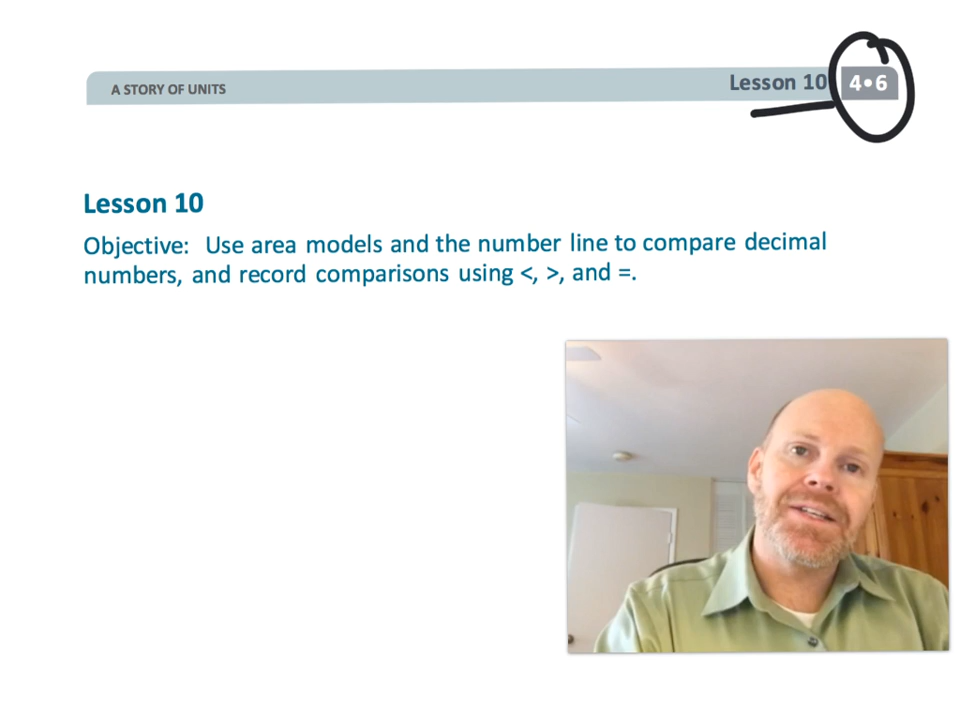 A STORY OF UNITS
Lesson 10 4•6
Lesson 10
Objective: Use area models and the number line to compare decimal
numbers, and record comparisons using <, >, and =.